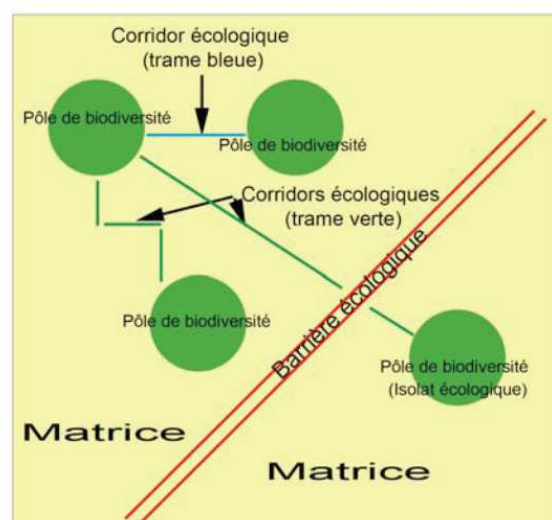 Corridor écologique
(trame bleue)
Pôle de biodiversité
Pôle de biodiversité
Corridors écologiques
(trame verte)
Barrière écologique
Pôle de biodiversité
Pôle de biodiversité
(Isolat écologique)
Matrice
Matrice